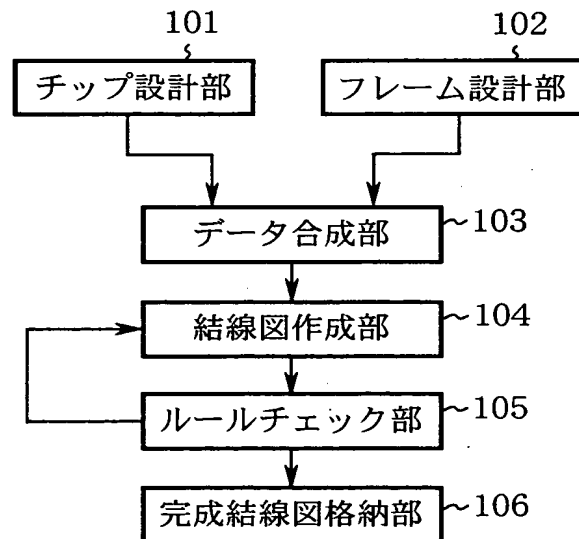 101
102
チップ設計部
フレーム設計部
データ合成部
103
結線図作成部
104
ルールチェック部
105
完成結線図格納部
106